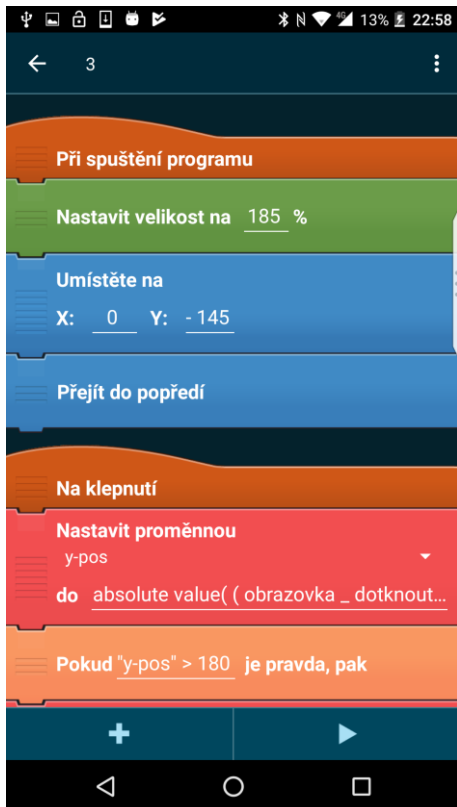 4G 13% 22:58
3
Při spuštění programu
Nastavit velikost na 185 %
Umístěte na
X: 0 Y: - 145
Přejít do popředí
Na klepnutí
Nastavit proměnnou
y-pos
do absolute value( ( obrazovka _ dotknout...
Pokud "y-pos" > 180 je pravda, pak